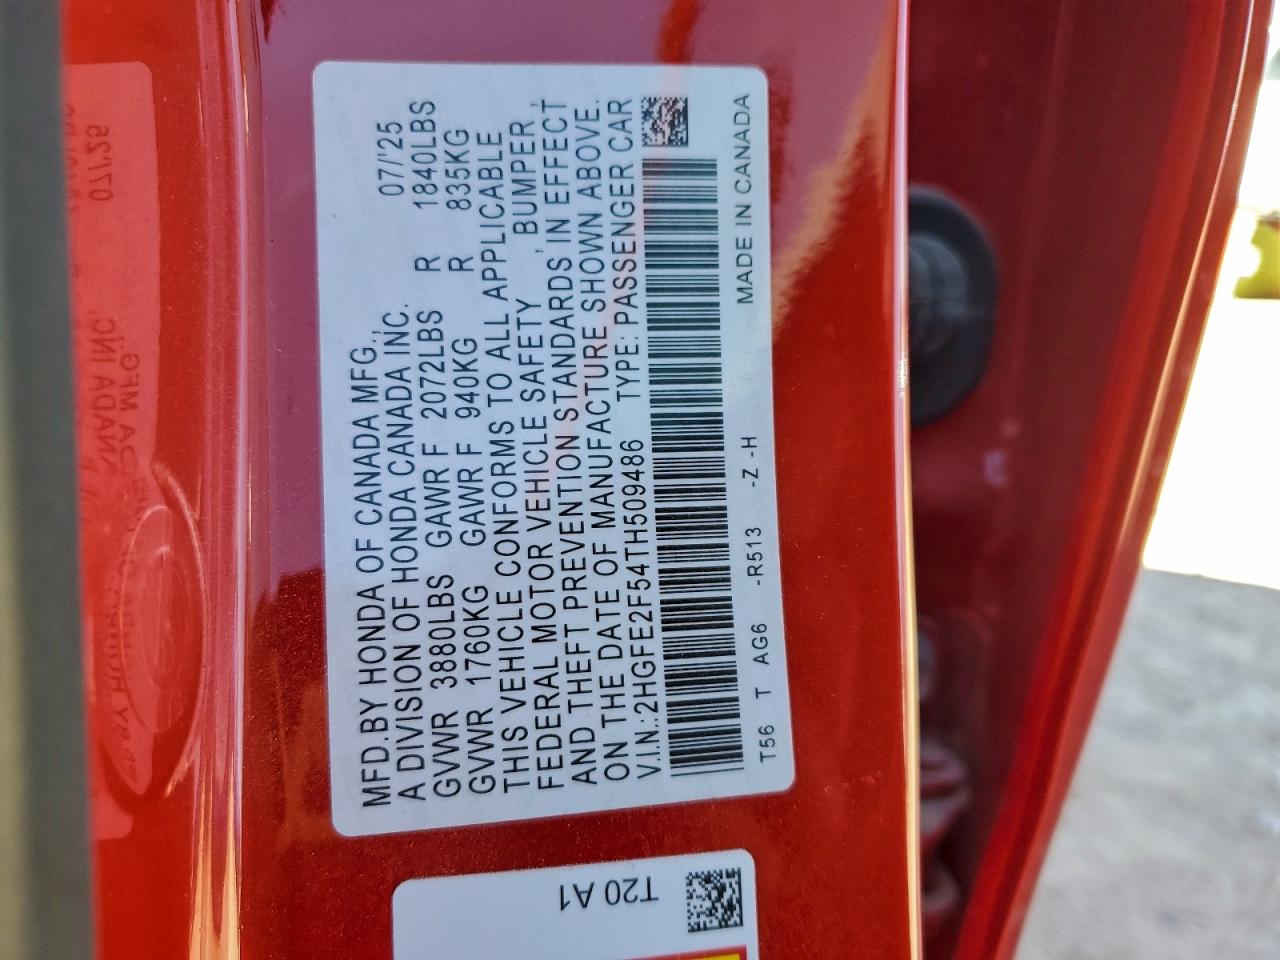 MFD.BY HONDA OF CANADA MFG., 07/'25
A DIVISION OF HONDA CANADA INC.
GVWR 3880LBS GAWR F 2072LBS R 1840LBS
GVWR 1760KG GAWR F 940KG R 835KG
THIS VEHICLE CONFORMS TO ALL APPLICABLE
FEDERAL MOTOR VEHICLE SAFETY , BUMPER ,
AND THEFT PREVENTION STANDARDS IN EFFECT
ON THE DATE OF MANUFACTURE SHOWN ABOVE.
V.I.N.:2HGFE2F54TH509486 TYPE: PASSENGER CAR
T56 T AG6 -R513 -Z -H MADE IN CANADA
T20 A1
07/'25